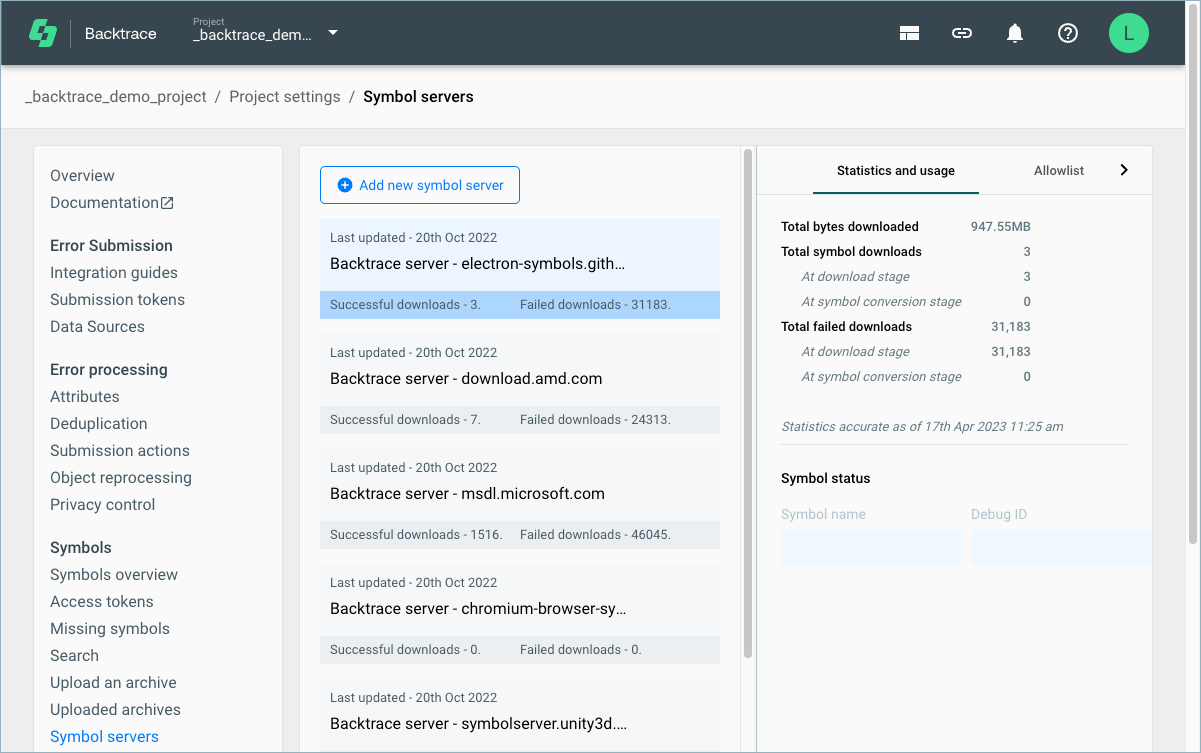 Backtrace
Project
_backtrace_dem...
L
_backtrace_demo_project / Project settings / Symbol servers
Overview
Documentation
Error Submission
Integration guides
Submission tokens
Data Sources
Error processing
Attributes
Deduplication
Submission actions
Object reprocessing
Privacy control
Symbols
Symbols overview
Access tokens
Missing symbols
Search
Upload an archive
Uploaded archives
Symbol servers
Add new symbol server
Last updated - 20th Oct 2022
Backtrace server - electron-symbols.gith...
Successful downloads - 3. Failed downloads - 31183.
Last updated - 20th Oct 2022
Backtrace server - download.amd.com
Successful downloads - 7. Failed downloads - 24313.
Last updated - 20th Oct 2022
Backtrace server - msdl.microsoft.com
Successful downloads - 1516. Failed downloads - 46045.
Last updated - 20th Oct 2022
Backtrace server - chromium-browser-sy...
Successful downloads - 0. Failed downloads - 0.
Last updated - 20th Oct 2022
Backtrace server - symbolserver.unity3d....
Statistics and usage Allowlist
Total bytes downloaded 947.55MB
Total symbol downloads 3
At download stage 3
At symbol conversion stage 0
Total failed downloads 31,183
At download stage 31,183
At symbol conversion stage 0
Statistics accurate as of 17th Apr 2023 11:25 am
Symbol status
Symbol name Debug ID